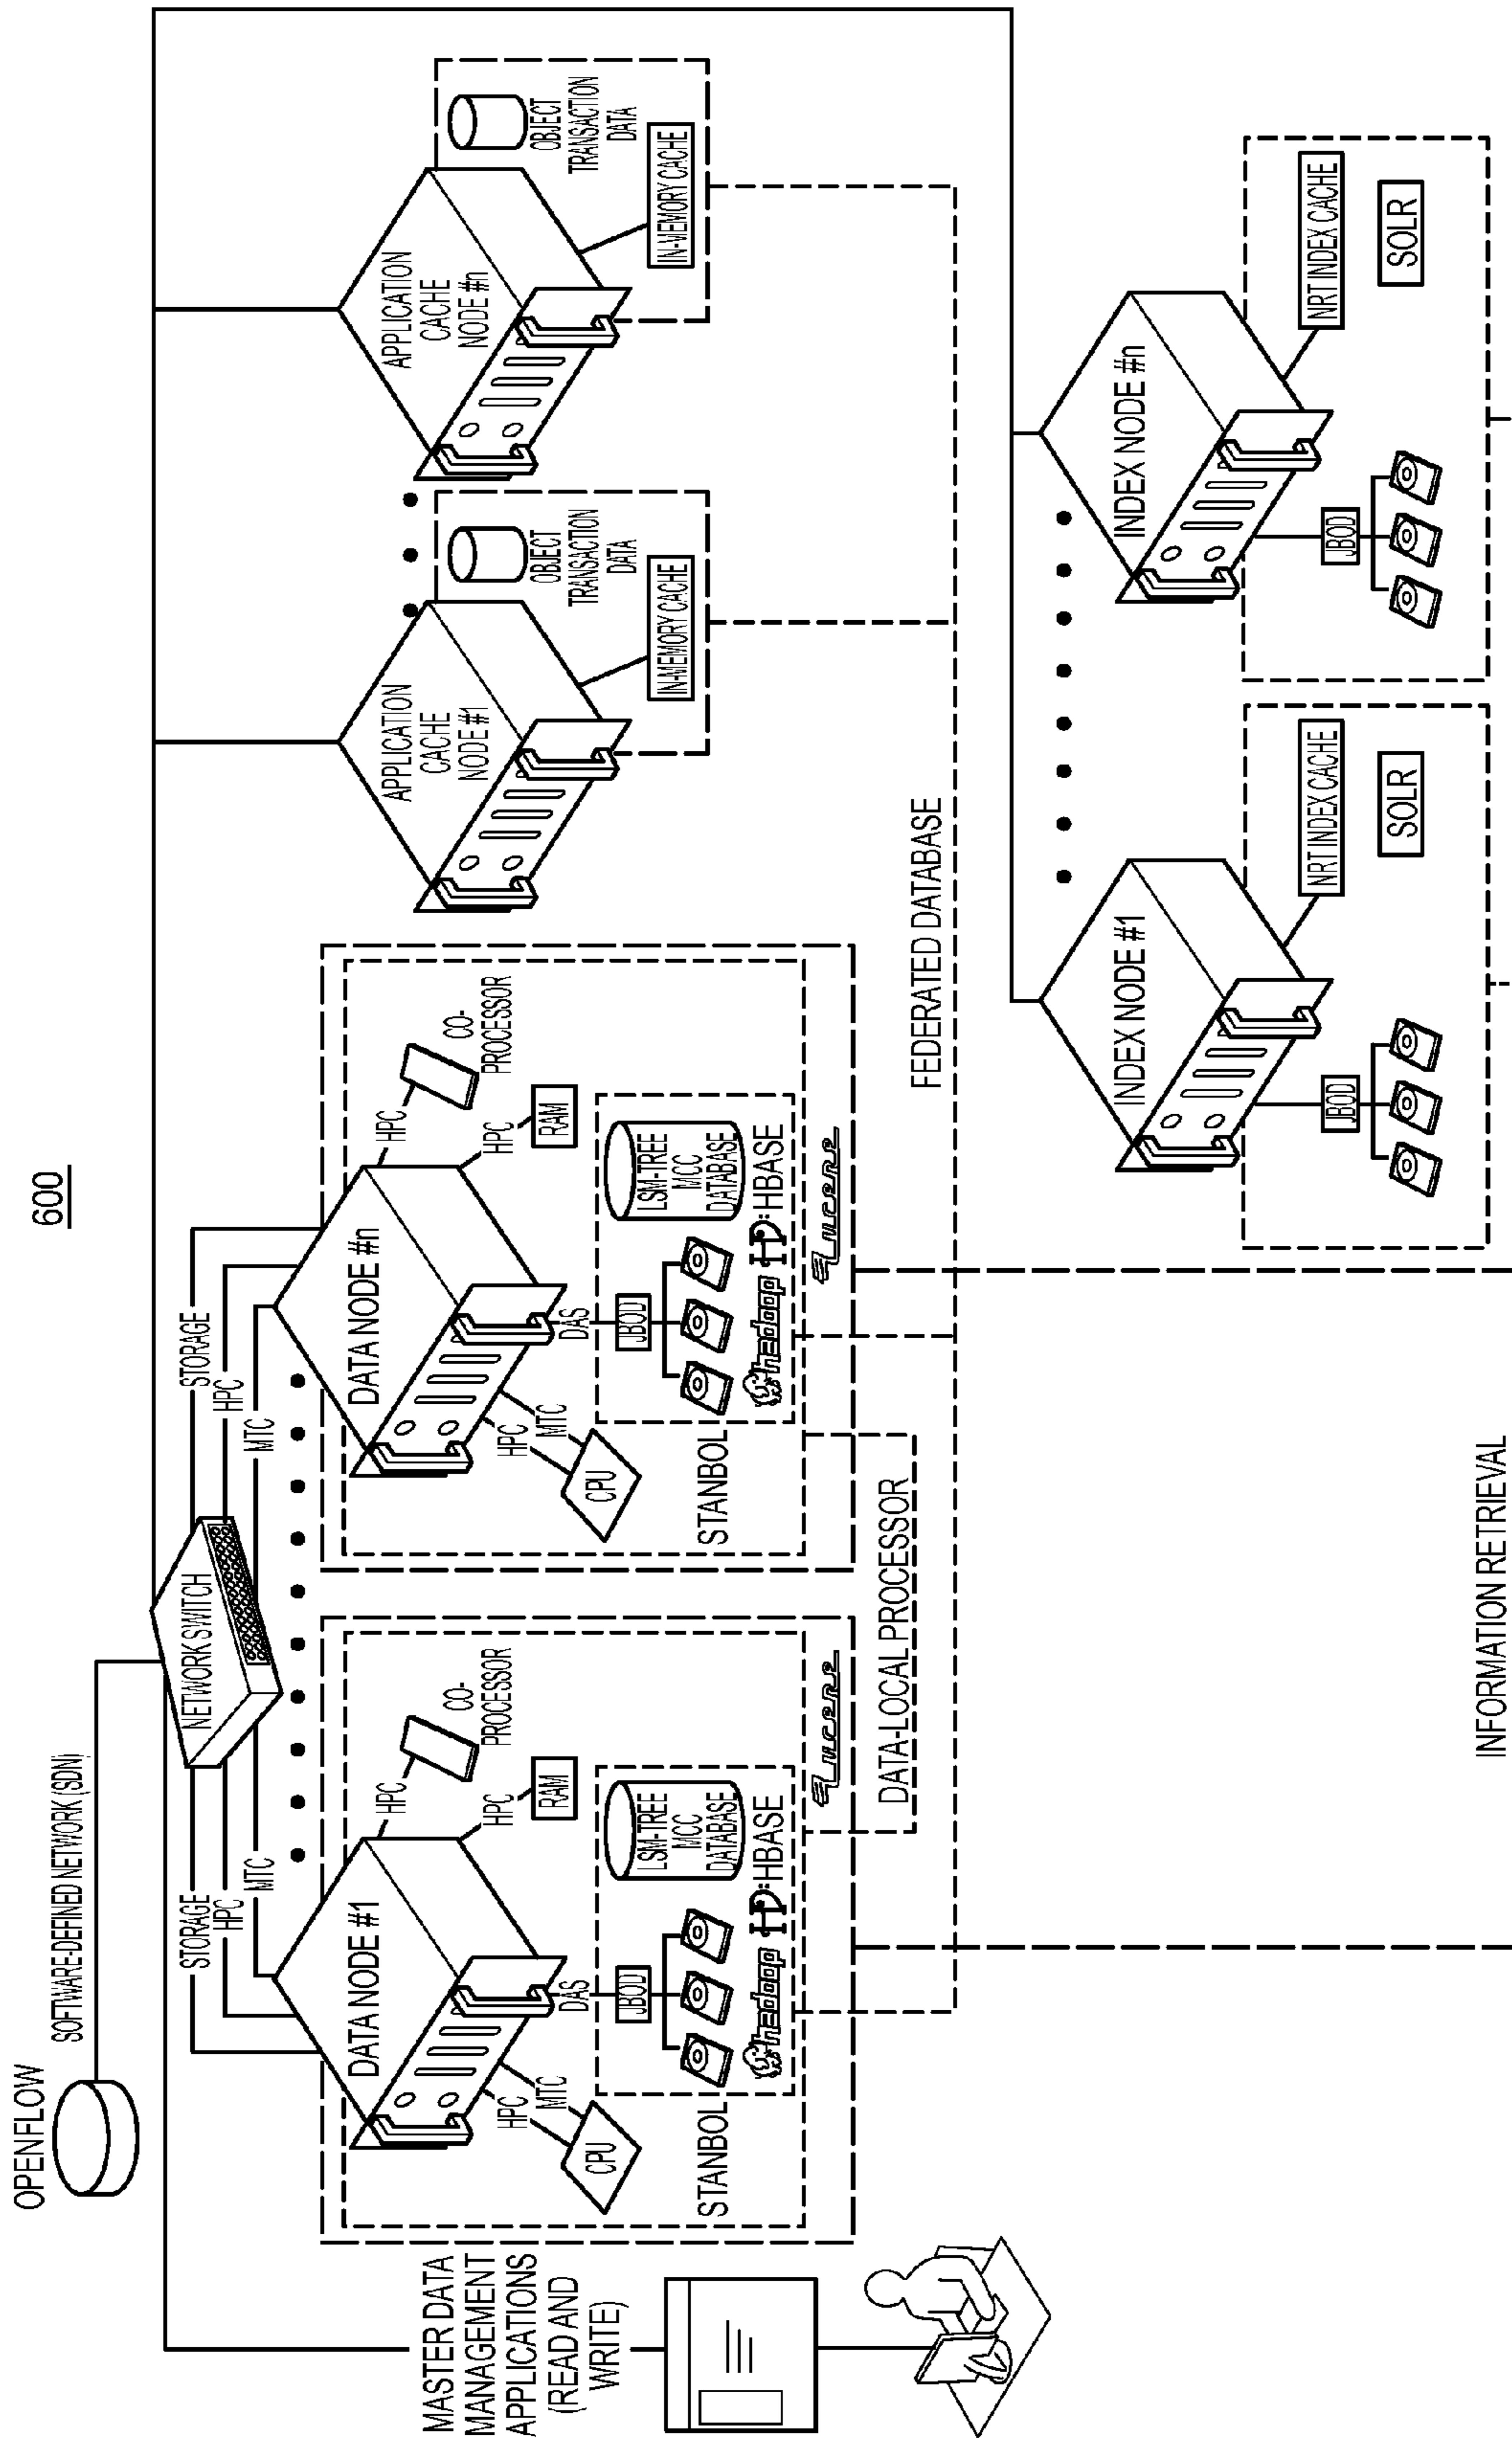 600
OPENFLOW
SOFTWARE-DEFINED NETWORK (SDN)
NETWORK SWITCH
STORAGE
HPC
MTC
STORAGE
HPC
MTC
MASTER DATA
MANAGEMENT
APPLICATIONS
(READ AND
WRITE)
DATA NODE #1
HPC
CO-
PROCESSOR
HPC
RAM
HPC
MTC
CPU
DAS
JBOD
LSM-TREE
MCC
DATABASE
STANBOL
hadoop
HBASE
Lucene
DATA NODE #n
HPC
CO-
PROCESSOR
HPC
RAM
HPC
MTC
CPU
DAS
JBOD
LSM-TREE
MCC
DATABASE
STANBOL
hadoop
HBASE
Lucene
DATA-LOCAL PROCESSOR
APPLICATION
CACHE
NODE #1
OBJECT
TRANSACTION
DATA
IN-MEMORY CACHE
APPLICATION
CACHE
NODE #n
OBJECT
TRANSACTION
DATA
IN-MEMORY CACHE
FEDERATED DATABASE
INDEX NODE #1
NRT INDEX CACHE
JBOD
SOLR
INDEX NODE #n
NRT INDEX CACHE
JBOD
SOLR
INFORMATION RETRIEVAL